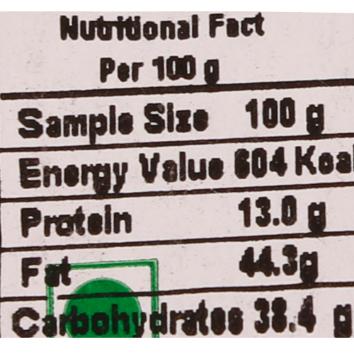 Nutritional Fact
Per 100 g
Sample Size 100 g
Energy Value 604 Kcal
Protein 13.0 g
Fat 44.3g
Carbohydrates 38.4 g